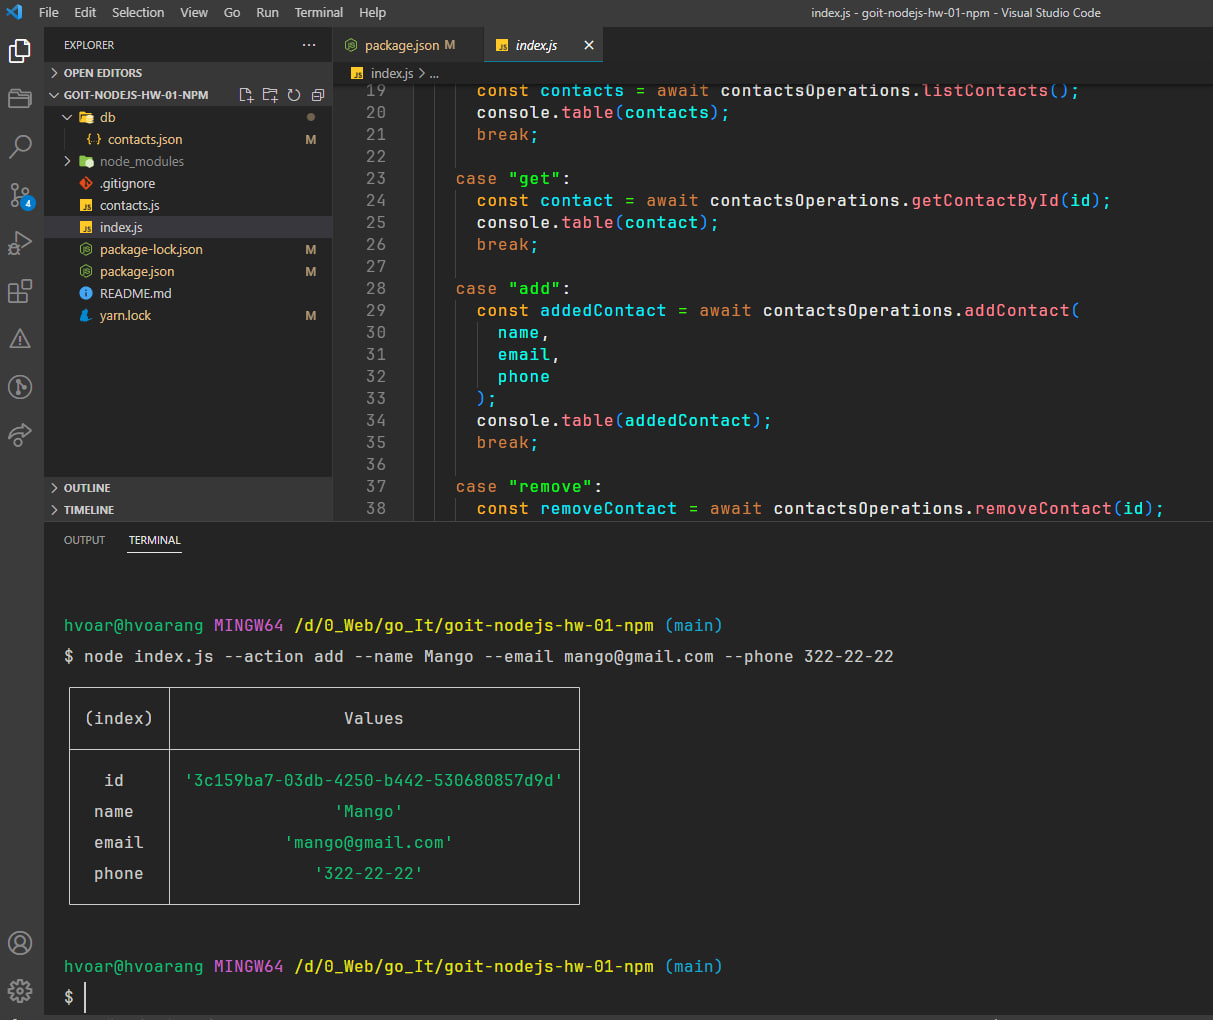 File Edit Selection View Go Run Terminal Help
index.js - goit-nodejs-hw-01-npm - Visual Studio Code
EXPLORER ...
OPEN EDITORS
GOIT-NODEJS-HW-01-NPM
db
contacts.json M
node_modules
.gitignore
contacts.js
index.js
package-lock.json M
package.json M
README.md
yarn.lock M
4
OUTLINE
TIMELINE
package.json M
index.js
index.js > ...
19 const contacts = await contactsOperations.listContacts();
20 console.table(contacts);
21 break;
22
23 case "get":
24 const contact = await contactsOperations.getContactById(id);
25 console.table(contact);
26 break;
27
28 case "add":
29 const addedContact = await contactsOperations.addContact(
30 name,
31 email,
32 phone
33 );
34 console.table(addedContact);
35 break;
36
37 case "remove":
38 const removeContact = await contactsOperations.removeContact(id);
OUTPUT TERMINAL
hvoar@hvoarang MINGW64 /d/0_Web/go_It/goit-nodejs-hw-01-npm (main)
$ node index.js --action add --name Mango --email mango@gmail.com --phone 322-22-22
(index) Values
id '3c159ba7-03db-4250-b442-530680857d9d'
name 'Mango'
email 'mango@gmail.com'
phone '322-22-22'
hvoar@hvoarang MINGW64 /d/0_Web/go_It/goit-nodejs-hw-01-npm (main)
$